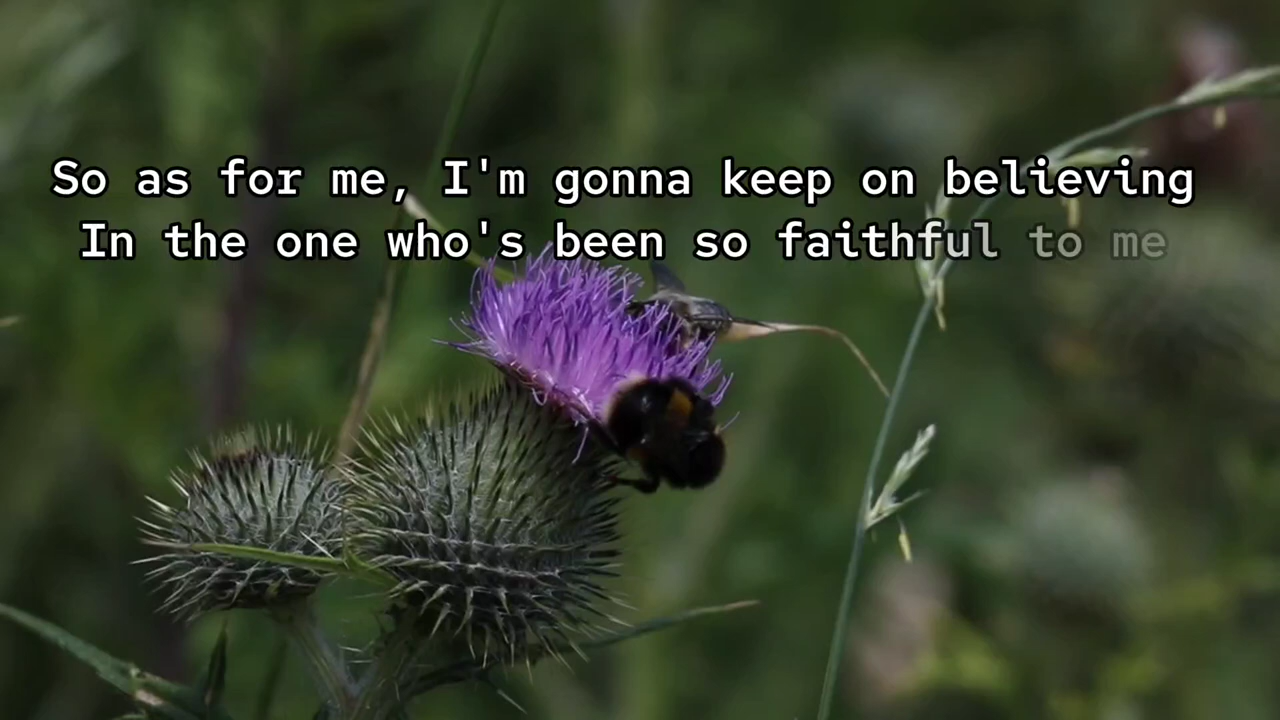 So as for me, I'm gonna keep on believing
In the one who's been so faithful to me